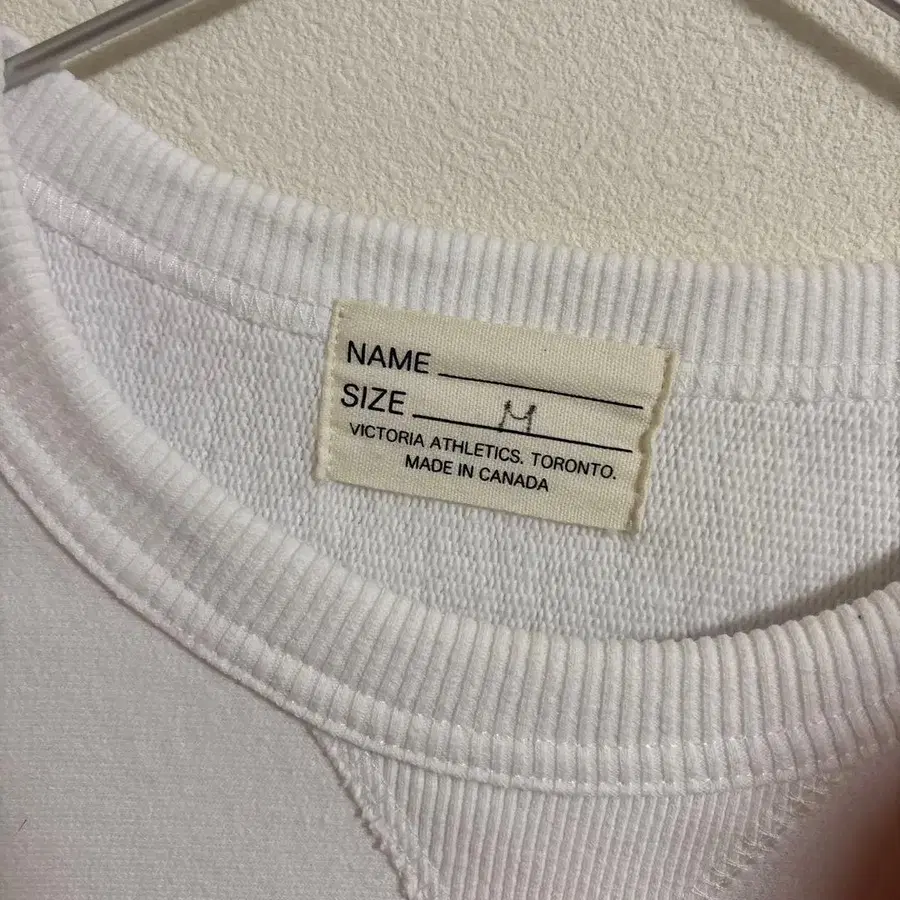 NAME
SIZE M
VICTORIA ATHLETICS. TORONTO.
MADE IN CANADA